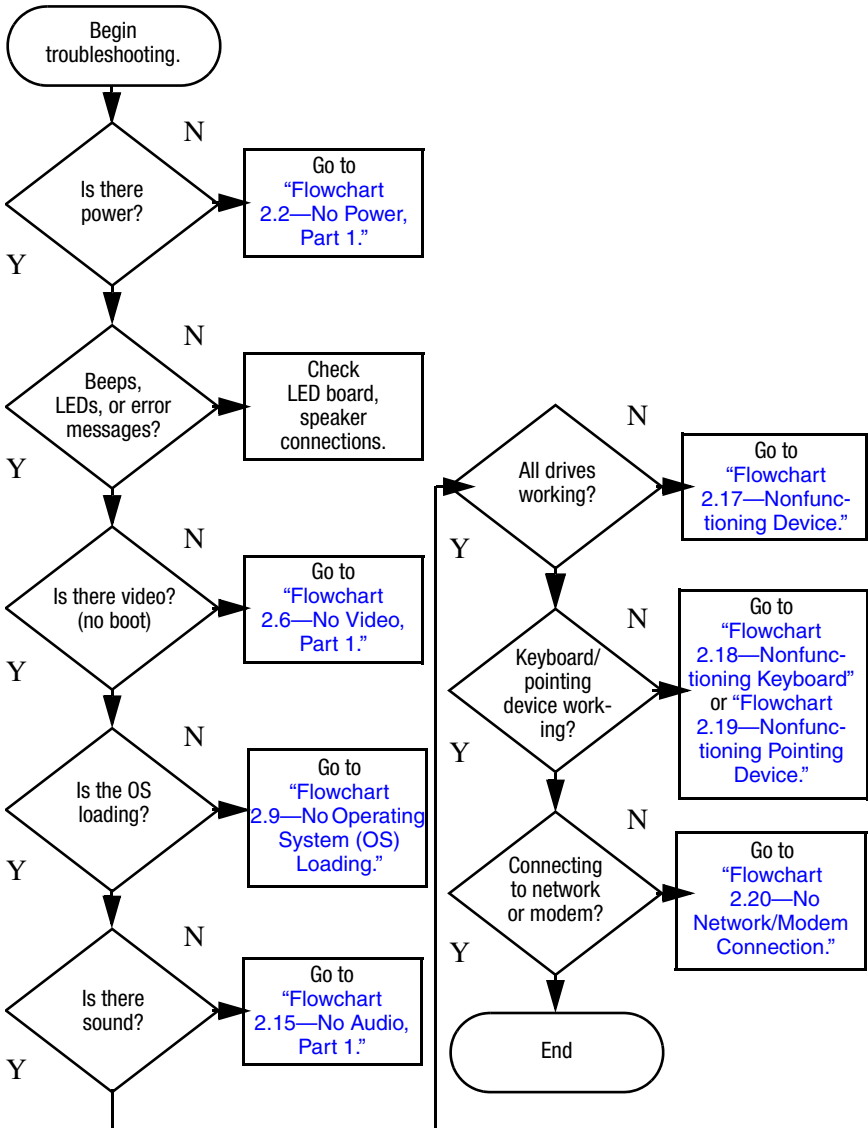 Begin
troubleshooting.
N
Is there
power?
Go to
“Flowchart
2.2—No Power,
Part 1.”
Y
N
Beeps,
LEDs, or error
messages?
Check
LED board,
speaker
connections.
Y
N
Is there video?
(no boot)
Go to
“Flowchart
2.6—No Video,
Part 1.”
Y
N
Is the OS
loading?
Go to
“Flowchart
2.9—No Operating
System (OS)
Loading.”
Y
N
Is there
sound?
Go to
“Flowchart
2.15—No Audio,
Part 1.”
Y
N
All drives
working?
Go to
“Flowchart
2.17—Nonfunc-
tioning Device.”
Y
N
Keyboard/
pointing
device work-
ing?
Go to
“Flowchart
2.18—Nonfunc-
tioning Keyboard”
or “Flowchart
2.19—Nonfunc-
tioning Pointing
Device.”
Y
N
Connecting
to network
or modem?
Go to
“Flowchart
2.20—No
Network/Modem
Connection.”
Y
End